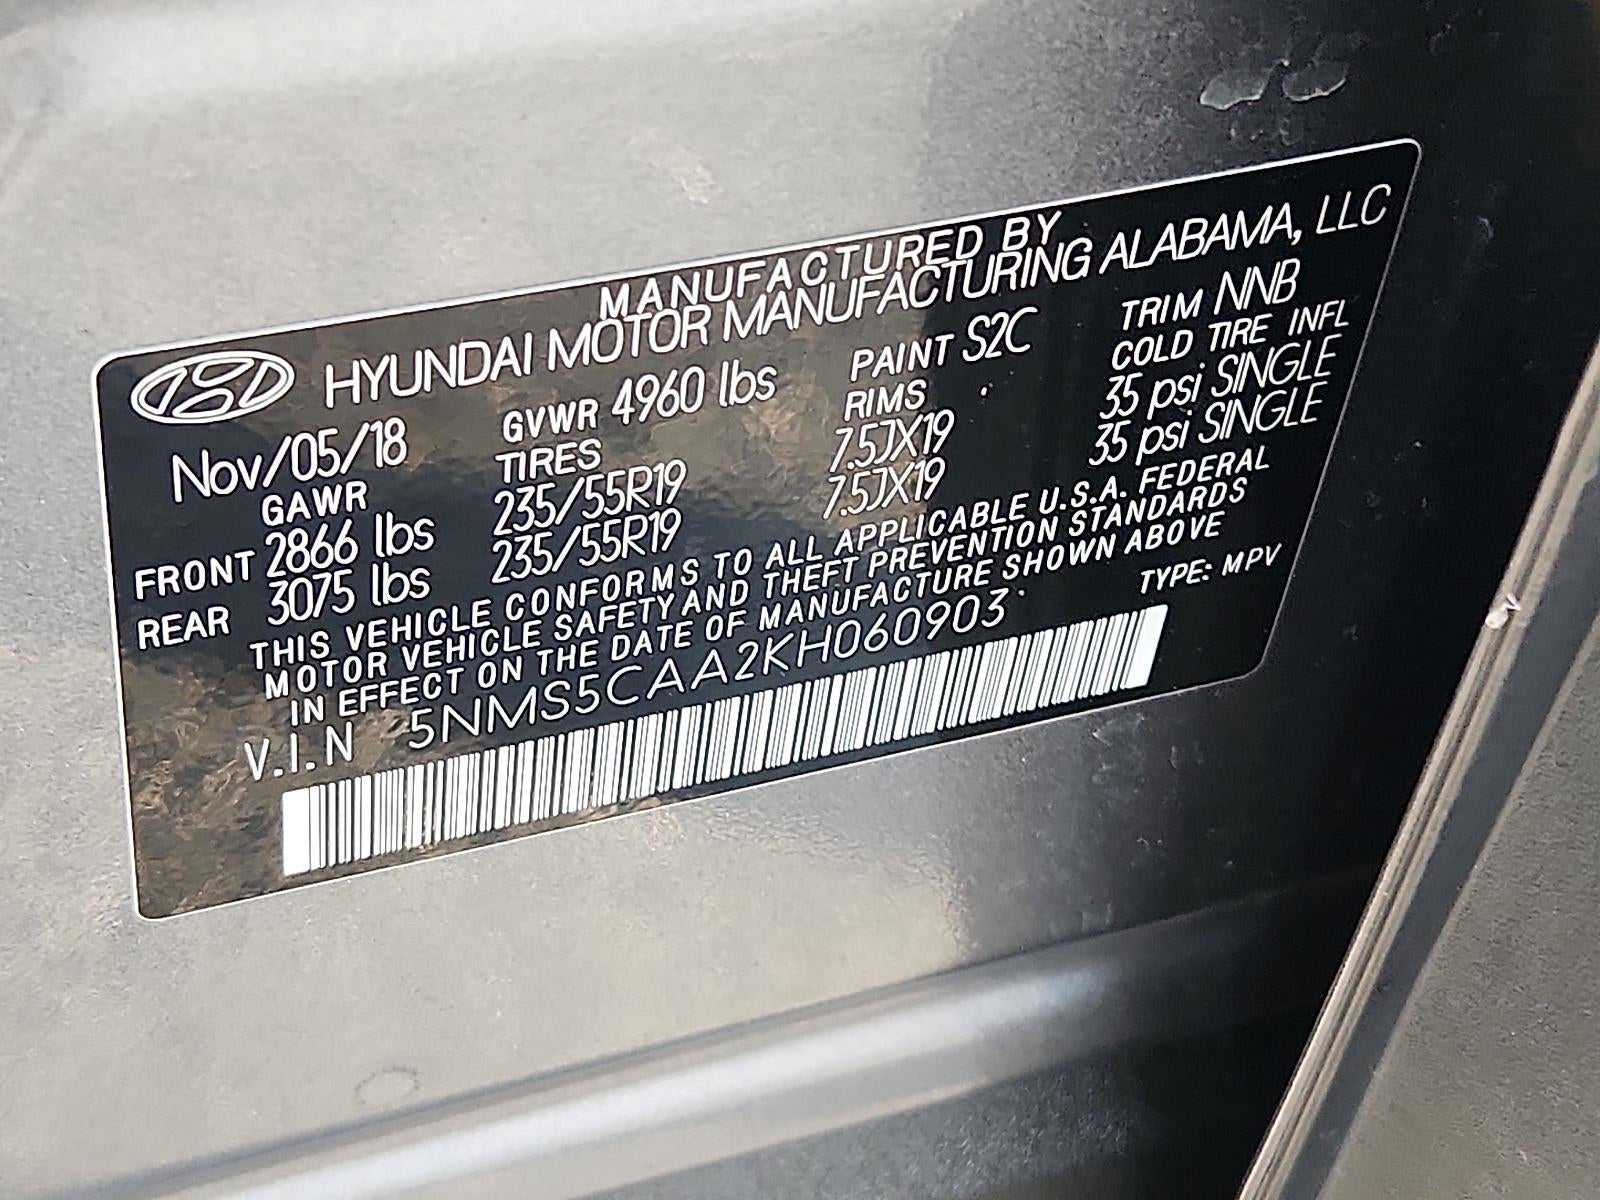 MANUFACTURED BY
HYUNDAI MOTOR MANUFACTURING ALABAMA, LLC
Nov/05/18 GVWR 4960 lbs PAINT S2C TRIM NNB
GAWR TIRES RIMS COLD TIRE INFL
FRONT 2866 lbs 235/55R19 7.5JX19 35 psi SINGLE
REAR 3075 lbs 235/55R19 7.5JX19 35 psi SINGLE
THIS VEHICLE CONFORMS TO ALL APPLICABLE U.S.A. FEDERAL
MOTOR VEHICLE SAFETY AND THEFT PREVENTION STANDARDS
IN EFFECT ON THE DATE OF MANUFACTURE SHOWN ABOVE
V.I.N 5NMS5CAA2KH060903 TYPE: MPV